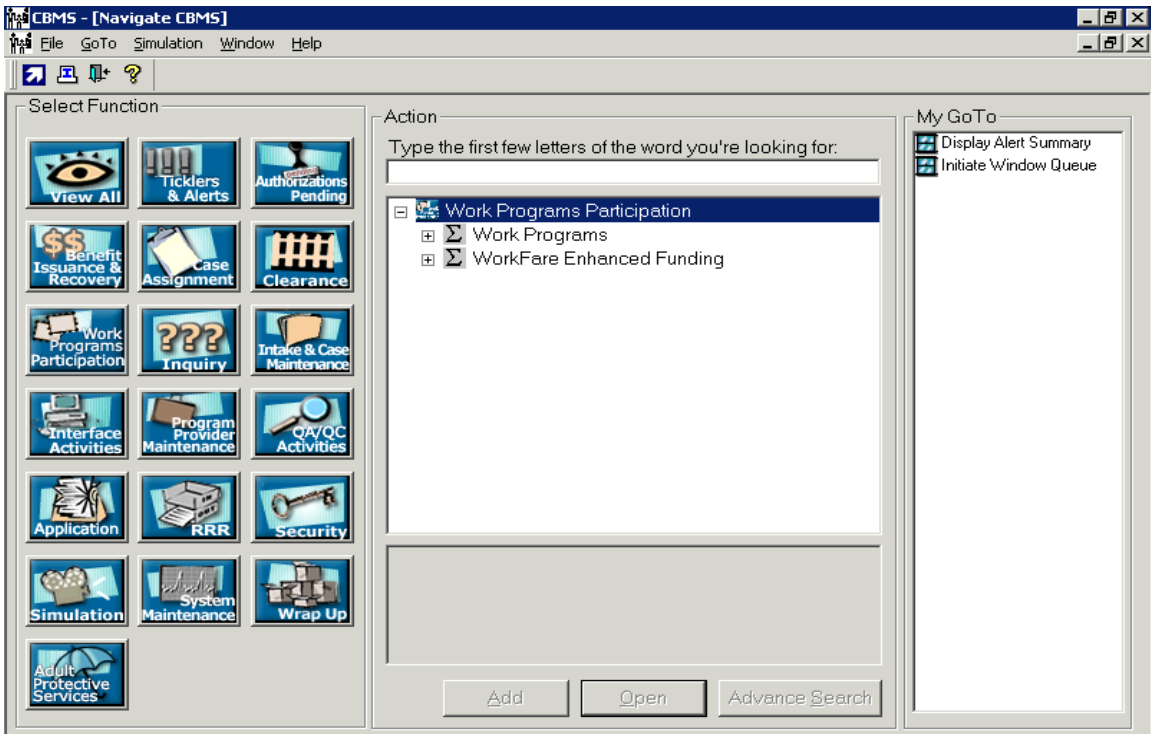 CBMS - [Navigate CBMS]
File GoTo Simulation Window Help
Select Function
View All
Ticklers
& Alerts
pending
Authorizations
Pending
Benefit
Issuance &
Recovery
Case
Assignment
Clearance
Work
Programs
Participation
Inquiry
Intake & Case
Maintenance
Interface
Activities
Program
Provider
Maintenance
QA/QC
Activities
Application
RRR
Security
Simulation
System
Maintenance
Wrap Up
Adult
Protective
Services
Action
Type the first few letters of the word you're looking for:
Work Programs Participation
Σ Work Programs
Σ WorkFare Enhanced Funding
Add Open Advance Search
My GoTo
Display Alert Summary
Initiate Window Queue